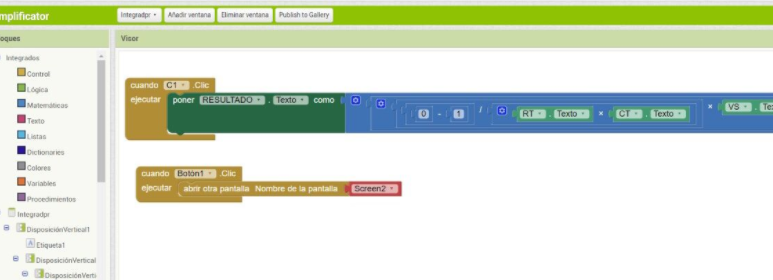 mplificator
Integradpr Añadir ventana Eliminar ventana Publish to Gallery
oques
Visor
Integrados
Control
Lógica
Matemáticas
Texto
Listas
Dictionaries
Colores
Variables
Procedimientos
Integradpr
DisposiciónVertical1
Etiqueta1
DisposiciónVertical
DisposiciónVerti
cuando C1 .Clic
ejecutar poner RESULTADO . Texto como 0 - 1 / RT . Texto × CT . Texto × VS . Tex
cuando Botón1 .Clic
ejecutar abrir otra pantalla Nombre de la pantalla Screen2